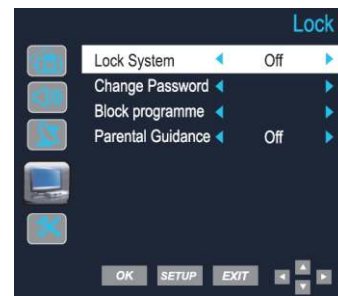 Lock
Lock System Off
Change Password
Block programme
Parental Guidance Off
OK SETUP EXIT